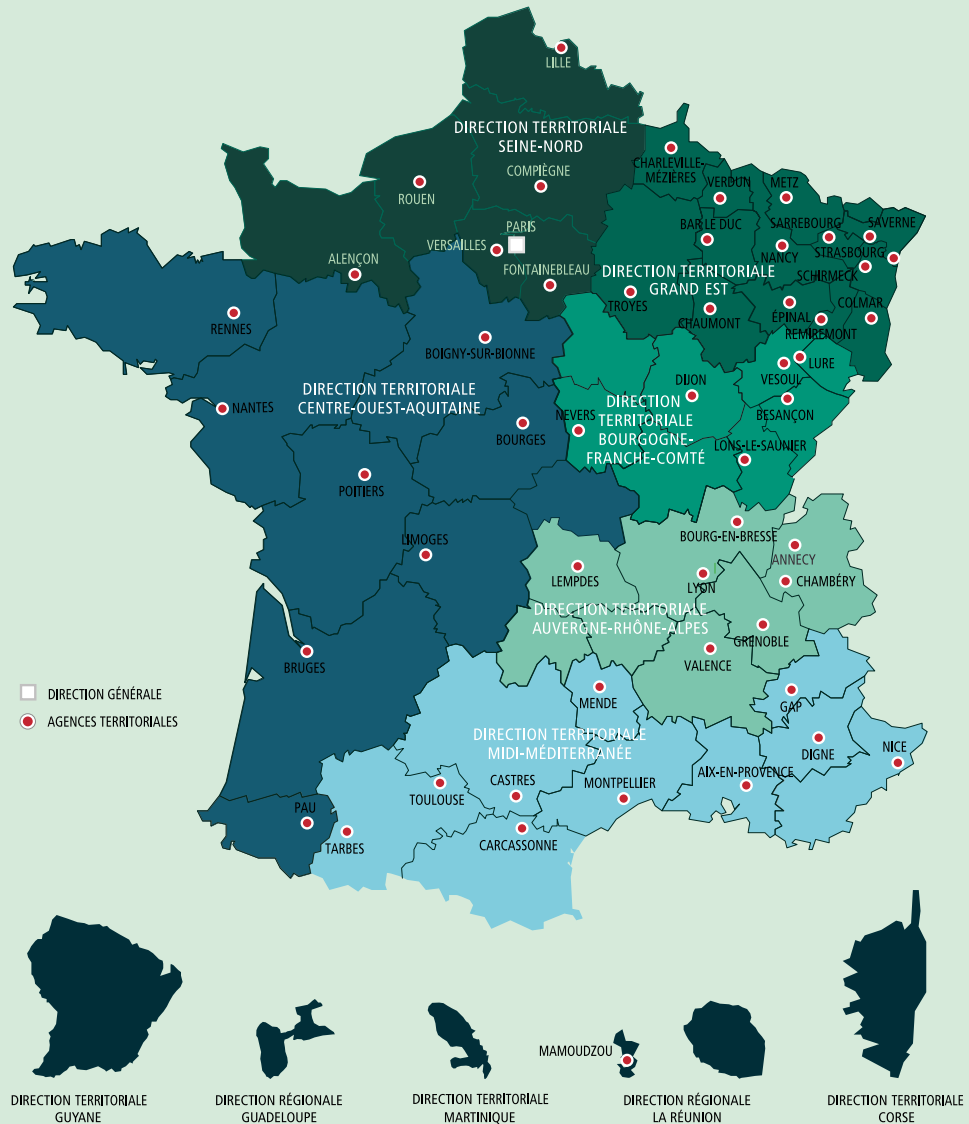 LILLE
DIRECTION TERRITORIALE
SEINE-NORD
COMPIÈGNE
ROUEN
PARIS
VERSAILLES
FONTAINEBLEAU
ALENÇON
CHARLEVILLE-
MÉZIÈRES
VERDUN
METZ
BAR LE DUC
SARREBOURG
SAVERNE
NANCY
STRASBOURG
SCHIRMECK
DIRECTION TERRITORIALE
GRAND EST
TROYES
CHAUMONT
ÉPINAL
COLMAR
REMIREMONT
RENNES
BOIGNY-SUR-BIONNE
DIRECTION TERRITORIALE
CENTRE-OUEST-AQUITAINE
NANTES
BOURGES
POITIERS
LIMOGES
BRUGES
PAU
LURE
VESOUL
DIJON
BESANÇON
DIRECTION
TERRITORIALE
BOURGOGNE-
FRANCHE-COMTÉ
NEVERS
LONS-LE-SAUNIER
BOURG-EN-BRESSE
ANNECY
LEMPDES
LYON
CHAMBÉRY
DIRECTION TERRITORIALE
AUVERGNE-RHÔNE-ALPES
GRENOBLE
VALENCE
MENDE
GAP
DIRECTION TERRITORIALE
MIDI-MÉDITERRANÉE
DIGNE
NICE
AIX-EN-PROVENCE
CASTRES
MONTPELLIER
TOULOUSE
TARBES
CARCASSONNE
DIRECTION GÉNÉRALE
AGENCES TERRITORIALES
MAMOUDZOU
DIRECTION TERRITORIALE
GUYANE
DIRECTION RÉGIONALE
GUADELOUPE
DIRECTION TERRITORIALE
MARTINIQUE
DIRECTION RÉGIONALE
LA RÉUNION
DIRECTION TERRITORIALE
CORSE